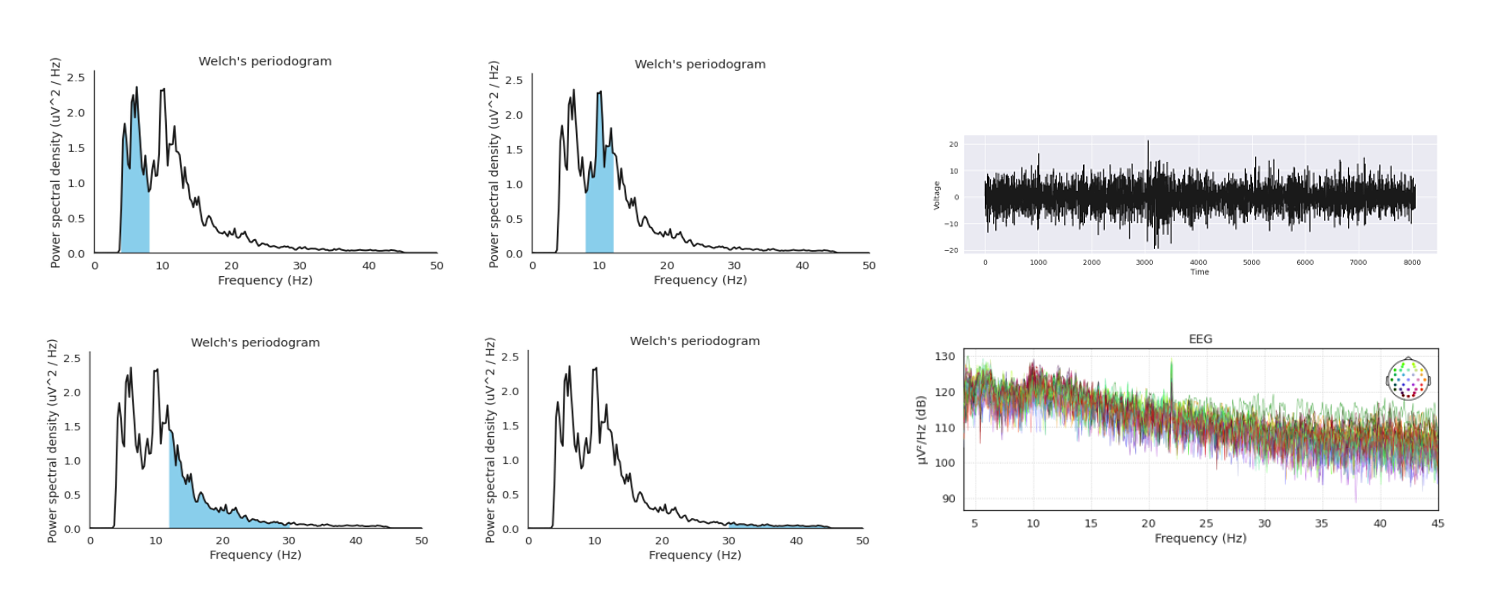 Welch's periodogram
Power spectral density (uV^2 / Hz)
2.5
2.0
1.5
1.0
0.5
0.0
0 10 20 30 40 50
Frequency (Hz)
Welch's periodogram
Power spectral density (uV^2 / Hz)
2.5
2.0
1.5
1.0
0.5
0.0
0 10 20 30 40 50
Frequency (Hz)
Voltage
20
10
0
−10
−20
0 1000 2000 3000 4000 5000 6000 7000 8000
Time
Welch's periodogram
Power spectral density (uV^2 / Hz)
2.5
2.0
1.5
1.0
0.5
0.0
0 10 20 30 40 50
Frequency (Hz)
Welch's periodogram
Power spectral density (uV^2 / Hz)
2.5
2.0
1.5
1.0
0.5
0.0
0 10 20 30 40 50
Frequency (Hz)
EEG
µV²/Hz (dB)
130
120
110
100
90
5 10 15 20 25 30 35 40 45
Frequency (Hz)